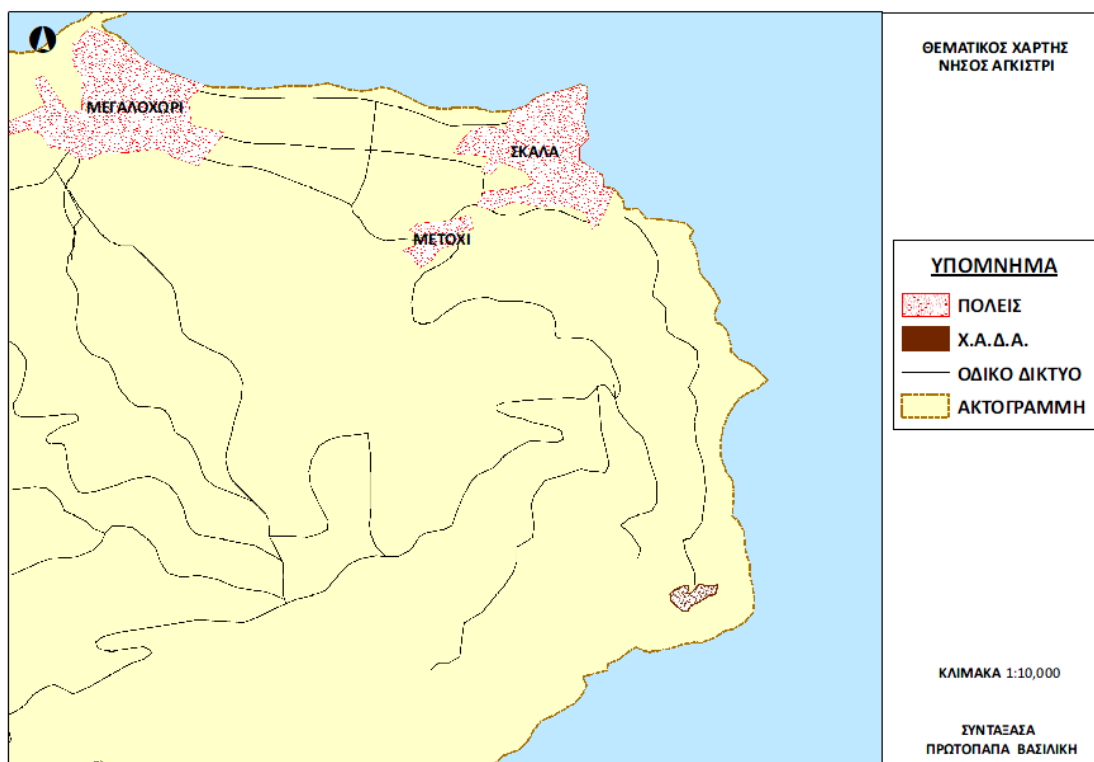 ΘΕΜΑΤΙΚΟΣ ΧΑΡΤΗΣ
ΝΗΣΟΣ ΑΓΚΙΣΤΡΙ
ΜΕΓΑΛΟΧΩΡΙ
ΣΚΑΛΑ
ΜΕΤΟΧΙ
ΥΠΟΜΝΗΜΑ
ΠΟΛΕΙΣ
Χ.Α.Δ.Α.
ΟΔΙΚΟ ΔΙΚΤΥΟ
ΑΚΤΟΓΡΑΜΜΗ
ΚΛΙΜΑΚΑ 1:10,000
ΣΥΝΤΑΞΑΣΑ
ΠΡΩΤΟΠΑΠΑ ΒΑΣΙΛΙΚΗ